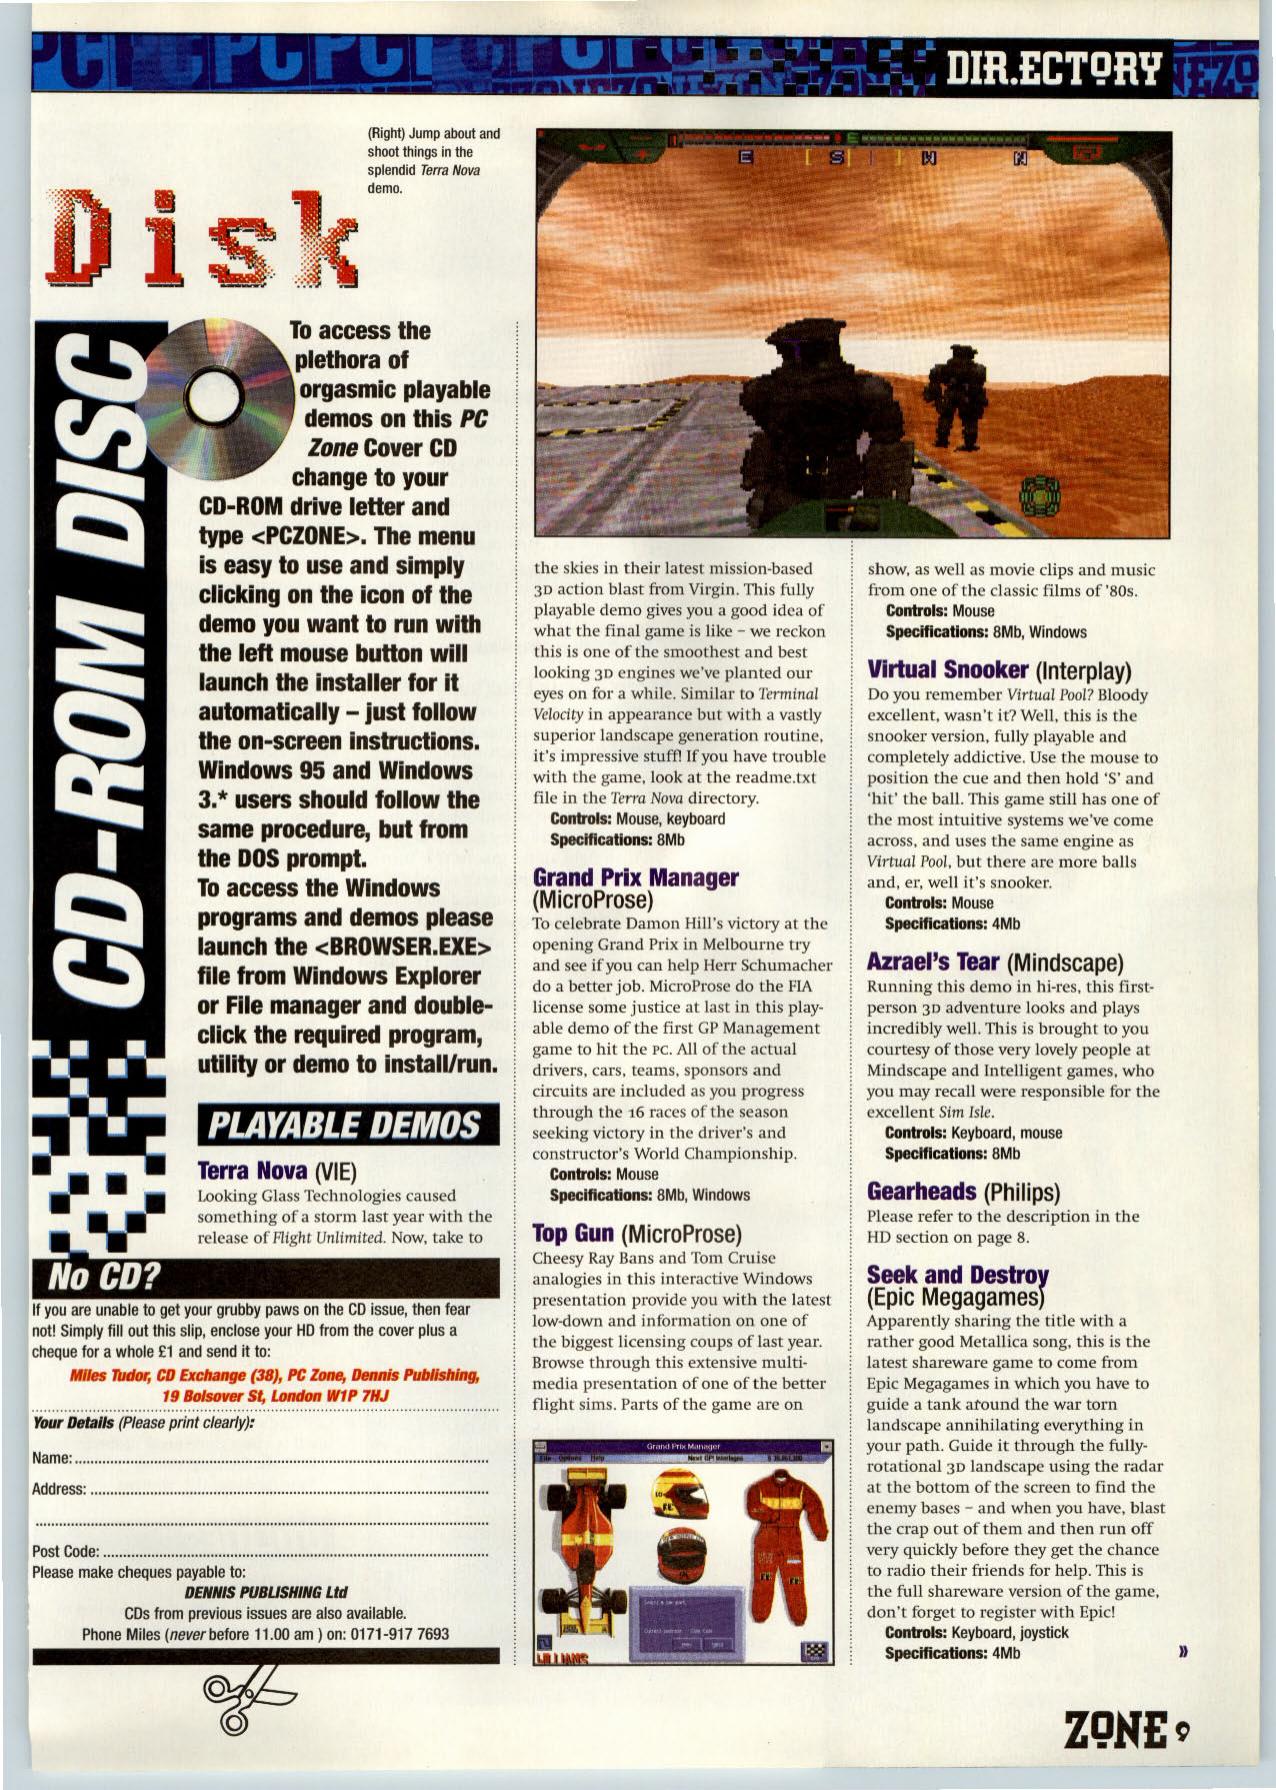 DIR.ECTORY
(Right) Jump about and
shoot things in the
splendid Terra Nova
demo.
Disk
CD-ROM DISC
To access the
plethora of
orgasmic playable
demos on this PC
Zone Cover CD
change to your
CD-ROM drive letter and
type <PCZONE>. The menu
is easy to use and simply
clicking on the icon of the
demo you want to run with
the left mouse button will
launch the installer for it
automatically – just follow
the on-screen instructions.
Windows 95 and Windows
3.* users should follow the
same procedure, but from
the DOS prompt.
To access the Windows
programs and demos please
launch the <BROWSER.EXE>
file from Windows Explorer
or File manager and double-
click the required program,
utility or demo to install/run.
PLAYABLE DEMOS
Terra Nova (VIE)
Looking Glass Technologies caused
something of a storm last year with the
release of Flight Unlimited. Now, take to
No CD?
If you are unable to get your grubby paws on the CD issue, then fear
not! Simply fill out this slip, enclose your HD from the cover plus a
cheque for a whole £1 and send it to:
Miles Tudor, CD Exchange (38), PC Zone, Dennis Publishing,
19 Bolsover St, London W1P 7HJ
Your Details (Please print clearly):
Name:
Address:
Post Code:
Please make cheques payable to:
DENNIS PUBLISHING Ltd
CDs from previous issues are also available.
Phone Miles (never before 11.00 am ) on: 0171-917 7693
E [ S ] W N
the skies in their latest mission-based
3D action blast from Virgin. This fully
playable demo gives you a good idea of
what the final game is like – we reckon
this is one of the smoothest and best
looking 3D engines we've planted our
eyes on for a while. Similar to Terminal
Velocity in appearance but with a vastly
superior landscape generation routine,
it's impressive stuff! If you have trouble
with the game, look at the readme.txt
file in the Terra Nova directory.
Controls: Mouse, keyboard
Specifications: 8Mb
Grand Prix Manager
(MicroProse)
To celebrate Damon Hill's victory at the
opening Grand Prix in Melbourne try
and see if you can help Herr Schumacher
do a better job. MicroProse do the FIA
license some justice at last in this play-
able demo of the first GP Management
game to hit the PC. All of the actual
drivers, cars, teams, sponsors and
circuits are included as you progress
through the 16 races of the season
seeking victory in the driver's and
constructor's World Championship.
Controls: Mouse
Specifications: 8Mb, Windows
Top Gun (MicroProse)
Cheesy Ray Bans and Tom Cruise
analogies in this interactive Windows
presentation provide you with the latest
low-down and information on one of
the biggest licensing coups of last year.
Browse through this extensive multi-
media presentation of one of the better
flight sims. Parts of the game are on
Grand Prix Manager
File Options Help
WILLIAMS
show, as well as movie clips and music
from one of the classic films of '80s.
Controls: Mouse
Specifications: 8Mb, Windows
Virtual Snooker (Interplay)
Do you remember Virtual Pool? Bloody
excellent, wasn't it? Well, this is the
snooker version, fully playable and
completely addictive. Use the mouse to
position the cue and then hold 'S' and
'hit' the ball. This game still has one of
the most intuitive systems we've come
across, and uses the same engine as
Virtual Pool, but there are more balls
and, er, well it's snooker.
Controls: Mouse
Specifications: 4Mb
Azrael's Tear (Mindscape)
Running this demo in hi-res, this first-
person 3D adventure looks and plays
incredibly well. This is brought to you
courtesy of those very lovely people at
Mindscape and Intelligent games, who
you may recall were responsible for the
excellent Sim Isle.
Controls: Keyboard, mouse
Specifications: 8Mb
Gearheads (Philips)
Please refer to the description in the
HD section on page 8.
Seek and Destroy
(Epic Megagames)
Apparently sharing the title with a
rather good Metallica song, this is the
latest shareware game to come from
Epic Megagames in which you have to
guide a tank around the war torn
landscape annihilating everything in
your path. Guide it through the fully-
rotational 3D landscape using the radar
at the bottom of the screen to find the
enemy bases – and when you have, blast
the crap out of them and then run off
very quickly before they get the chance
to radio their friends for help. This is
the full shareware version of the game,
don't forget to register with Epic!
Controls: Keyboard, joystick
Specifications: 4Mb
»
ZONE 9